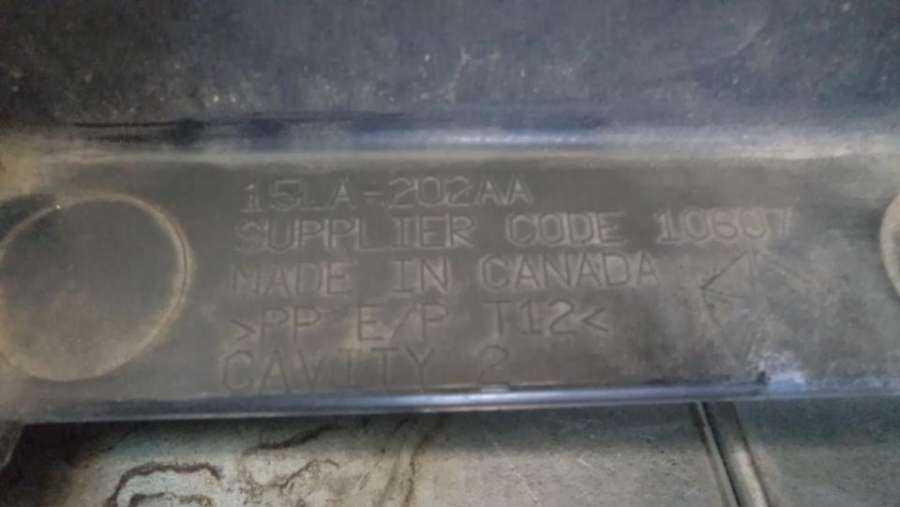 15LA-202AA
SUPPLIER CODE 10607
MADE IN CANADA
>PP E/P T12<
CAVITY 2